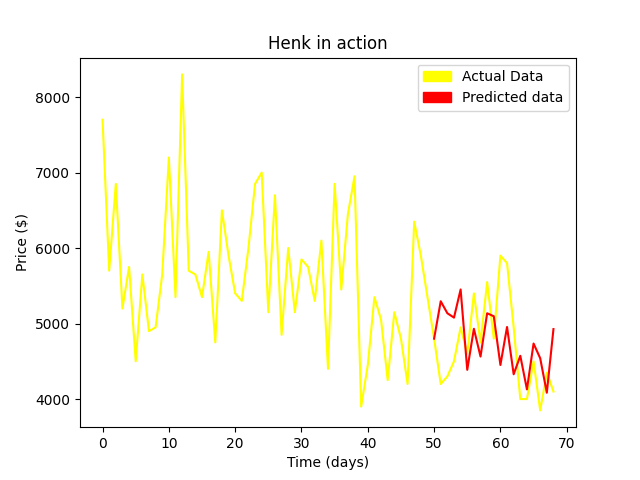 Henk in action
Actual Data
Predicted data
Price ($)
8000
7000
6000
5000
4000
0 10 20 30 40 50 60 70
Time (days)